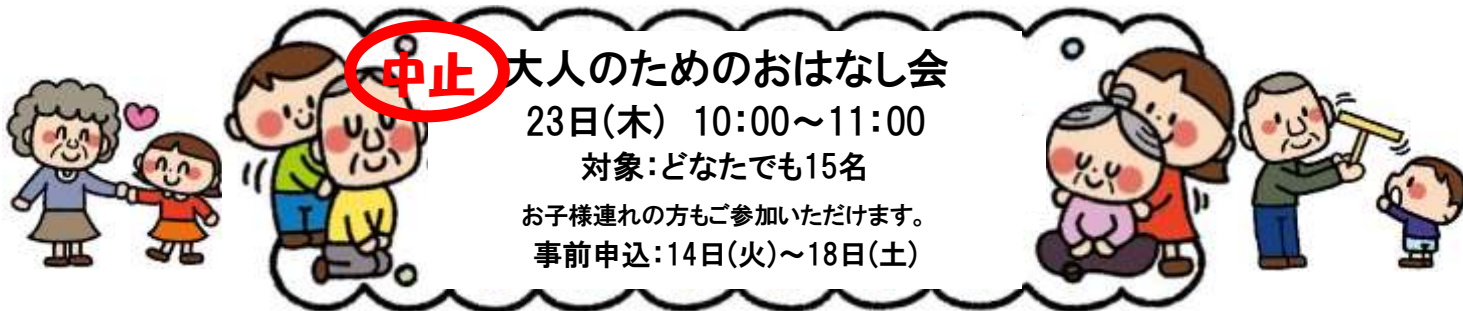 中止
大人のためのおはなし会
23日(木) 10:00～11:00
対象:どなたでも15名
お子様連れの方もご参加いただけます。
事前申込:14日(火)～18日(土)